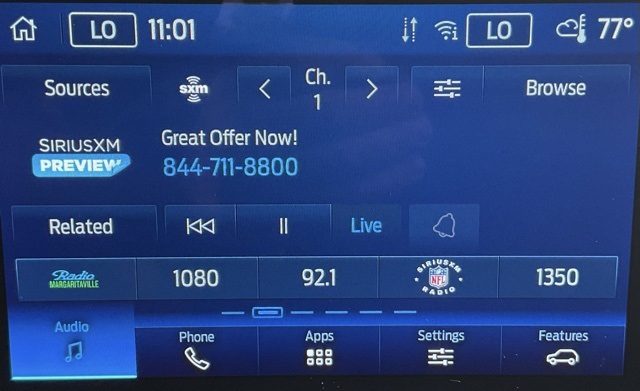 LO 11:01 LO 77°
Sources sxm Ch. Browse
1
SIRIUSXM Great Offer Now!
PREVIEW 844-711-8800
Related Live
Radio MARGARITAVILLE 1080 92.1 SIRIUSXM NFL RADIO 1350
Audio Phone Apps Settings Features